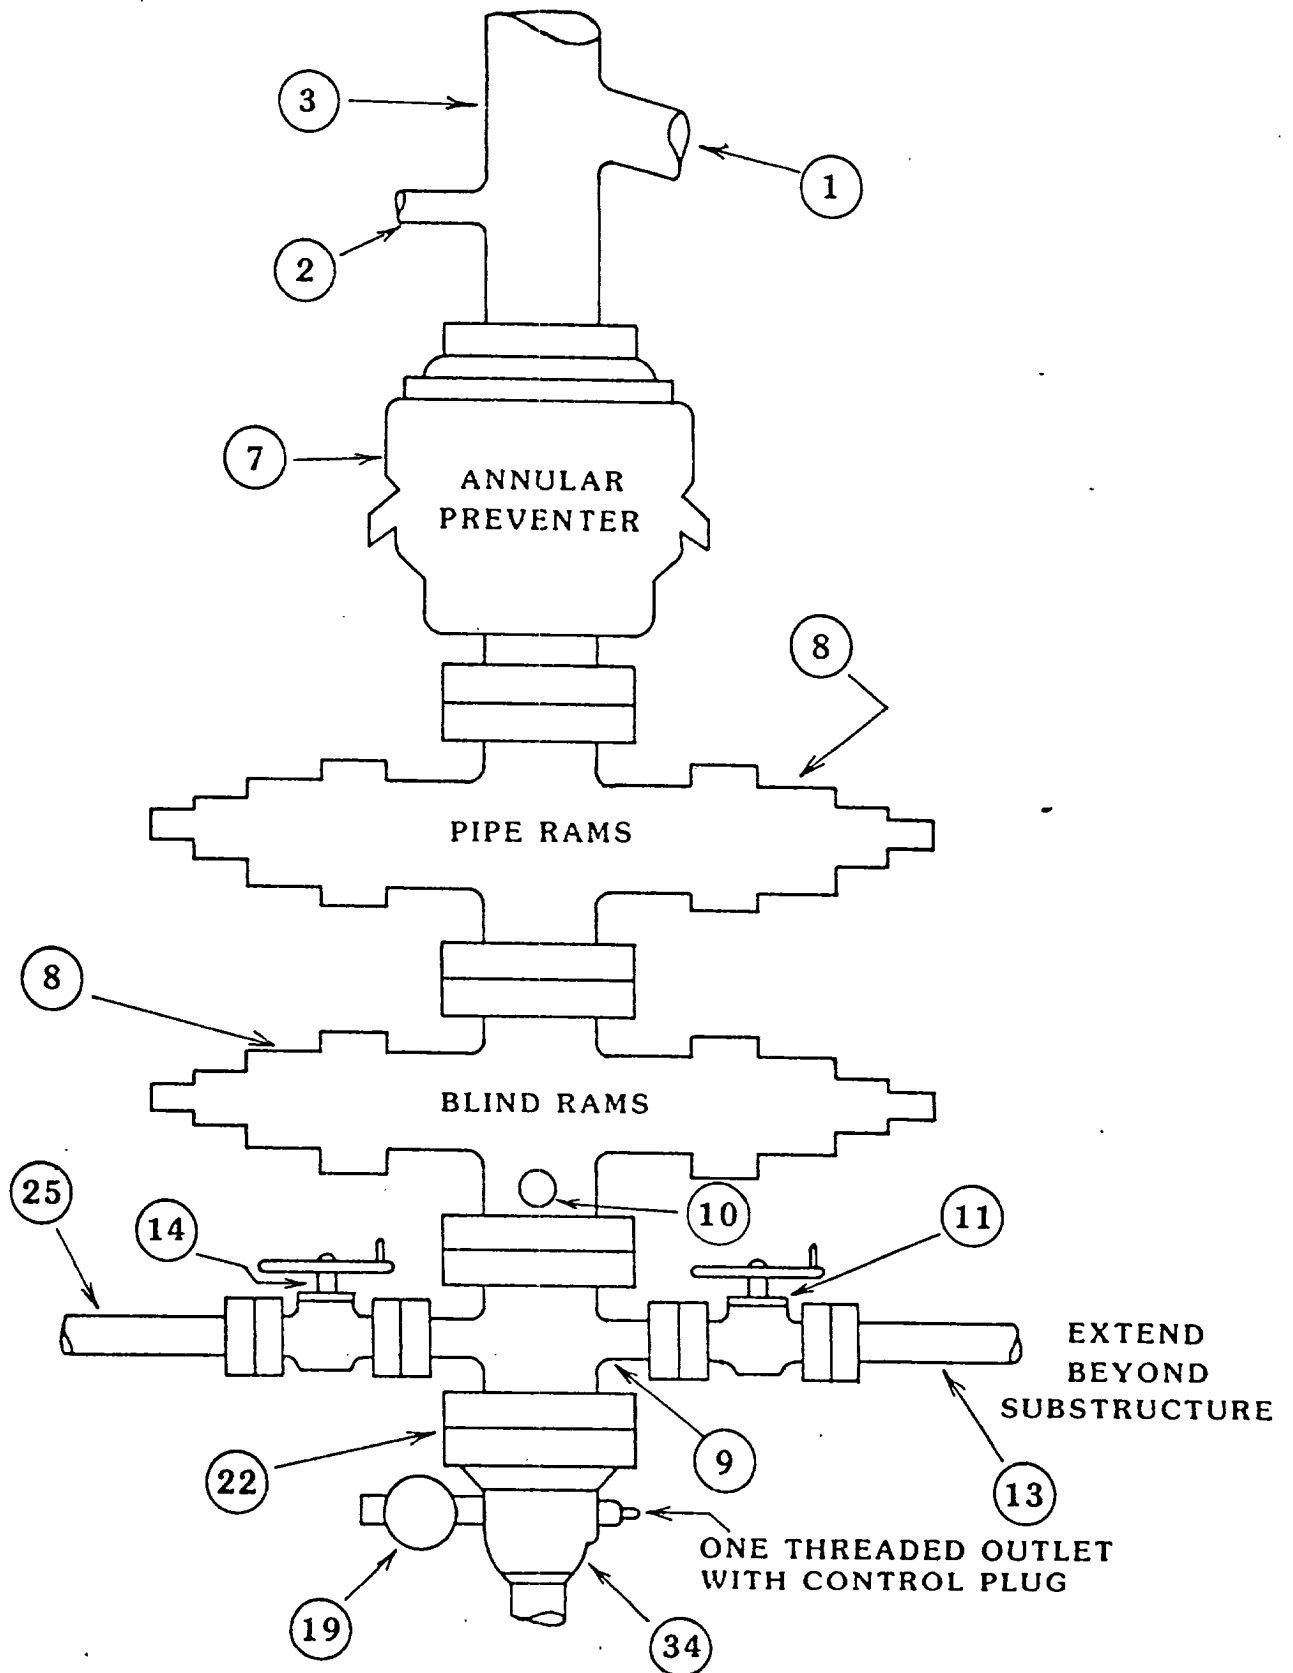 3
1
2
7
ANNULAR
PREVENTER
8
PIPE RAMS
8
BLIND RAMS
25
14
10
11
EXTEND
BEYOND
SUBSTRUCTURE
9
22
13
ONE THREADED OUTLET
WITH CONTROL PLUG
19
34